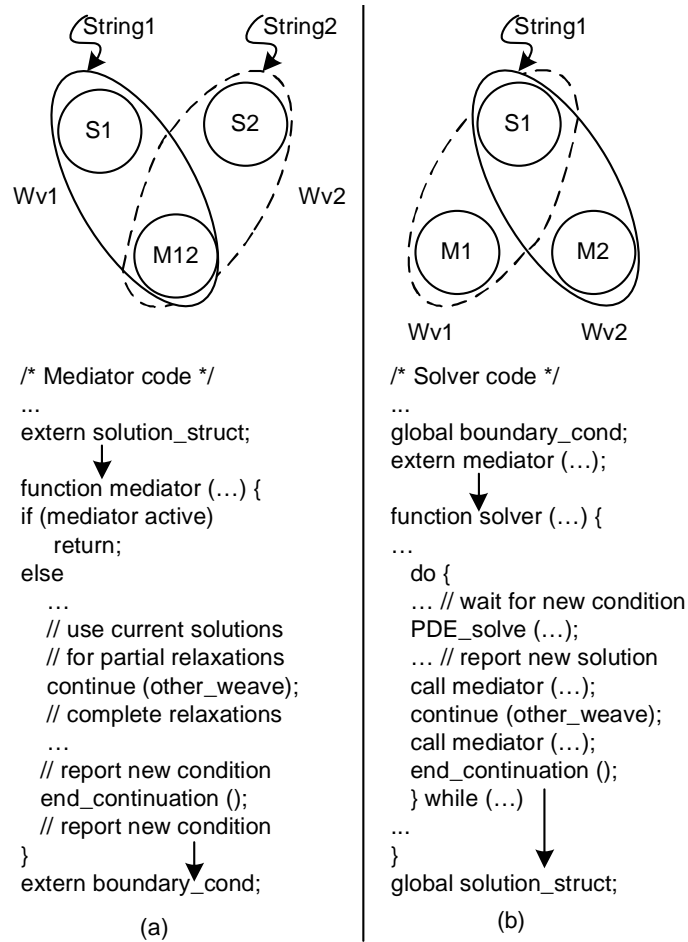 String1
String2
S1
S2
Wv1
Wv2
M12
/* Mediator code */
...
extern solution_struct;
function mediator (…) {
if (mediator active)
return;
else
…
// use current solutions
// for partial relaxations
continue (other_weave);
// complete relaxations
…
// report new condition
end_continuation ();
// report new condition
}
extern boundary_cond;
(a)
String1
S1
M1
M2
Wv1
Wv2
/* Solver code */
...
global boundary_cond;
extern mediator (…);
function solver (…) {
…
do {
… // wait for new condition
PDE_solve (…);
… // report new solution
call mediator (…);
continue (other_weave);
call mediator (…);
end_continuation ();
} while (…)
...
}
global solution_struct;
(b)